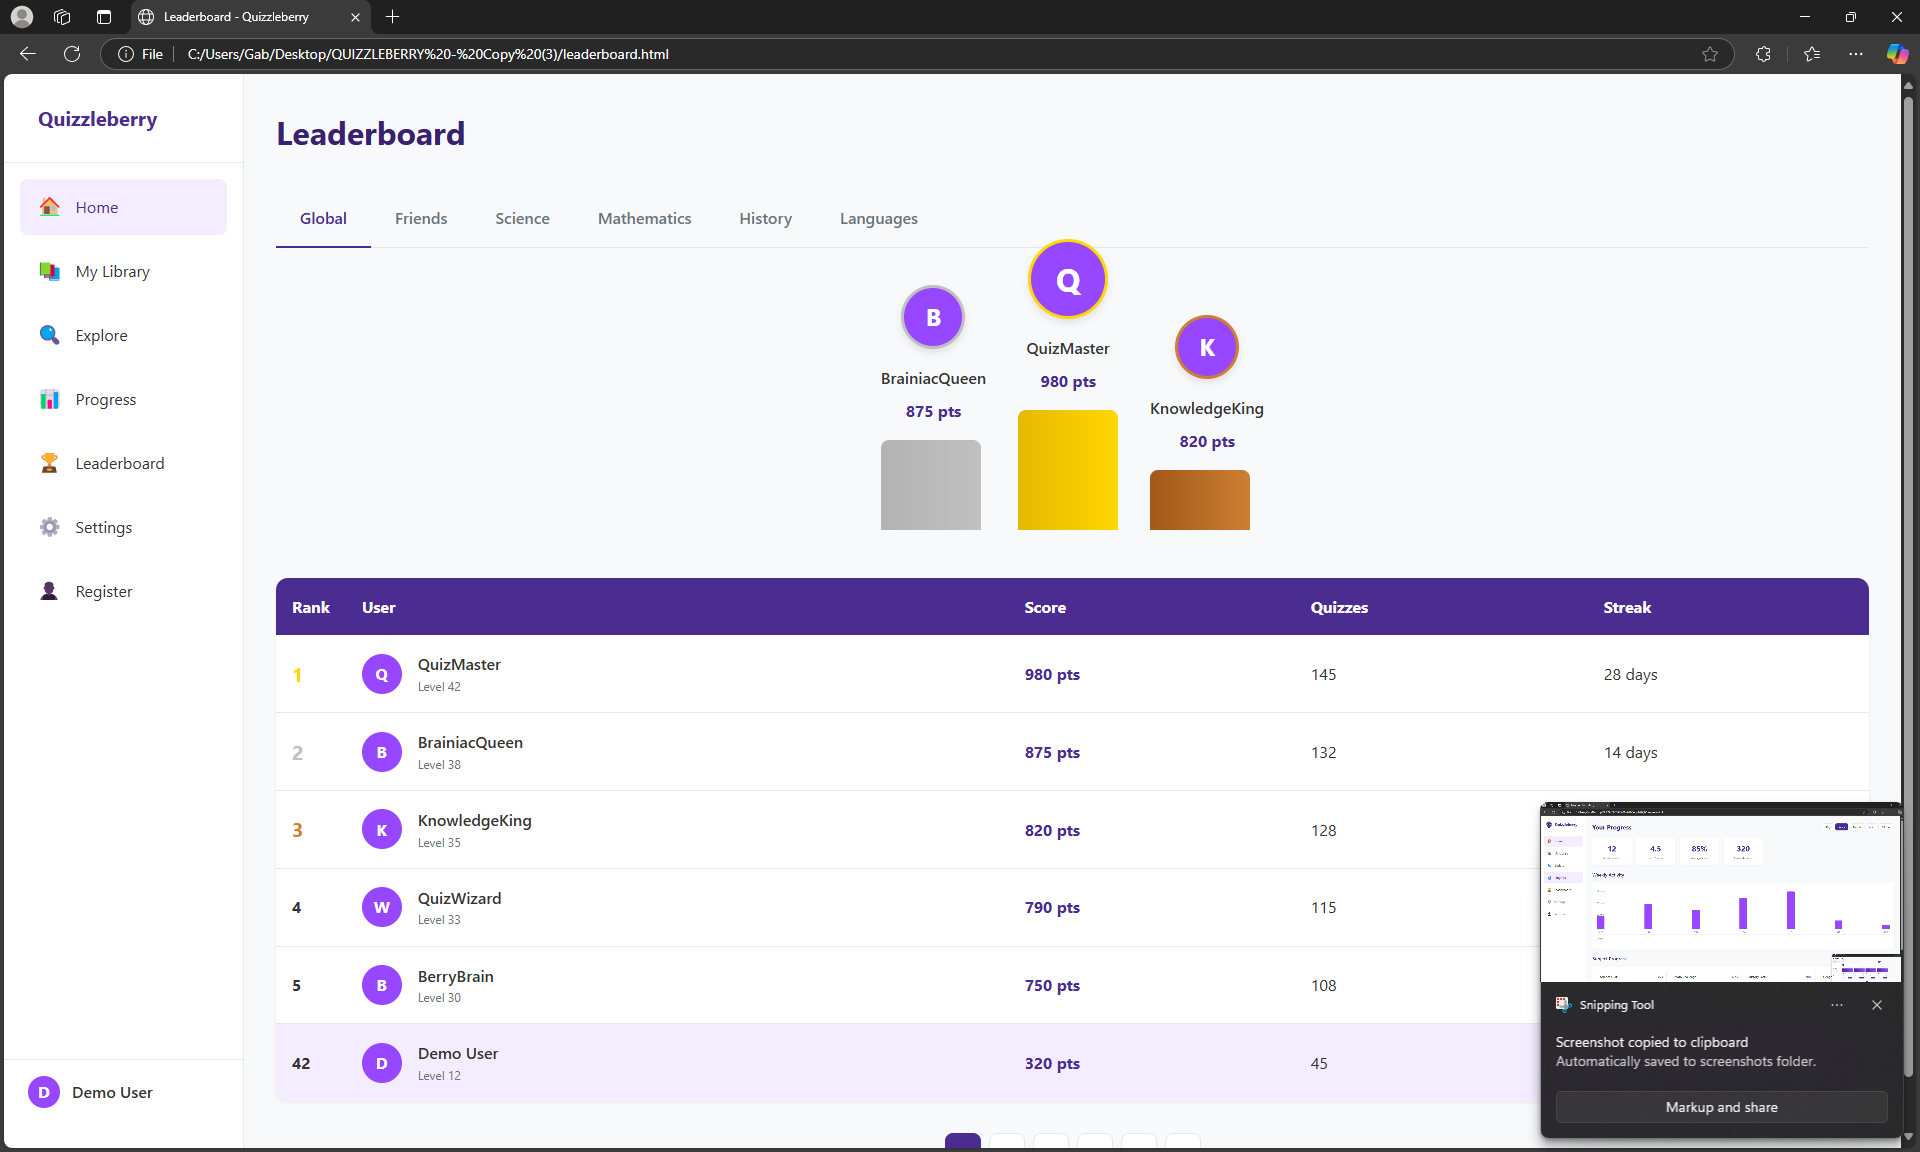 Leaderboard - Quizzleberry
File
C:/Users/Gab/Desktop/QUIZZLEBERRY%20-%20Copy%20(3)/leaderboard.html
Quizzleberry
Home
My Library
Explore
Progress
Leaderboard
Settings
Register
D Demo User
Leaderboard
Global Friends Science Mathematics History Languages
Q
QuizMaster
980 pts
B
BrainiacQueen
875 pts
K
KnowledgeKing
820 pts
Rank User Score Quizzes Streak
1 Q QuizMaster 980 pts 145 28 days
Level 42
2 B BrainiacQueen 875 pts 132 14 days
Level 38
3 K KnowledgeKing 820 pts 128
Level 35
4 W QuizWizard 790 pts 115
Level 33
5 B BerryBrain 750 pts 108
Level 30
42 D Demo User 320 pts 45
Level 12
Your Progress
12 4.5 85% 320
Weekly Activity
Snipping Tool
Screenshot copied to clipboard
Automatically saved to screenshots folder.
Markup and share